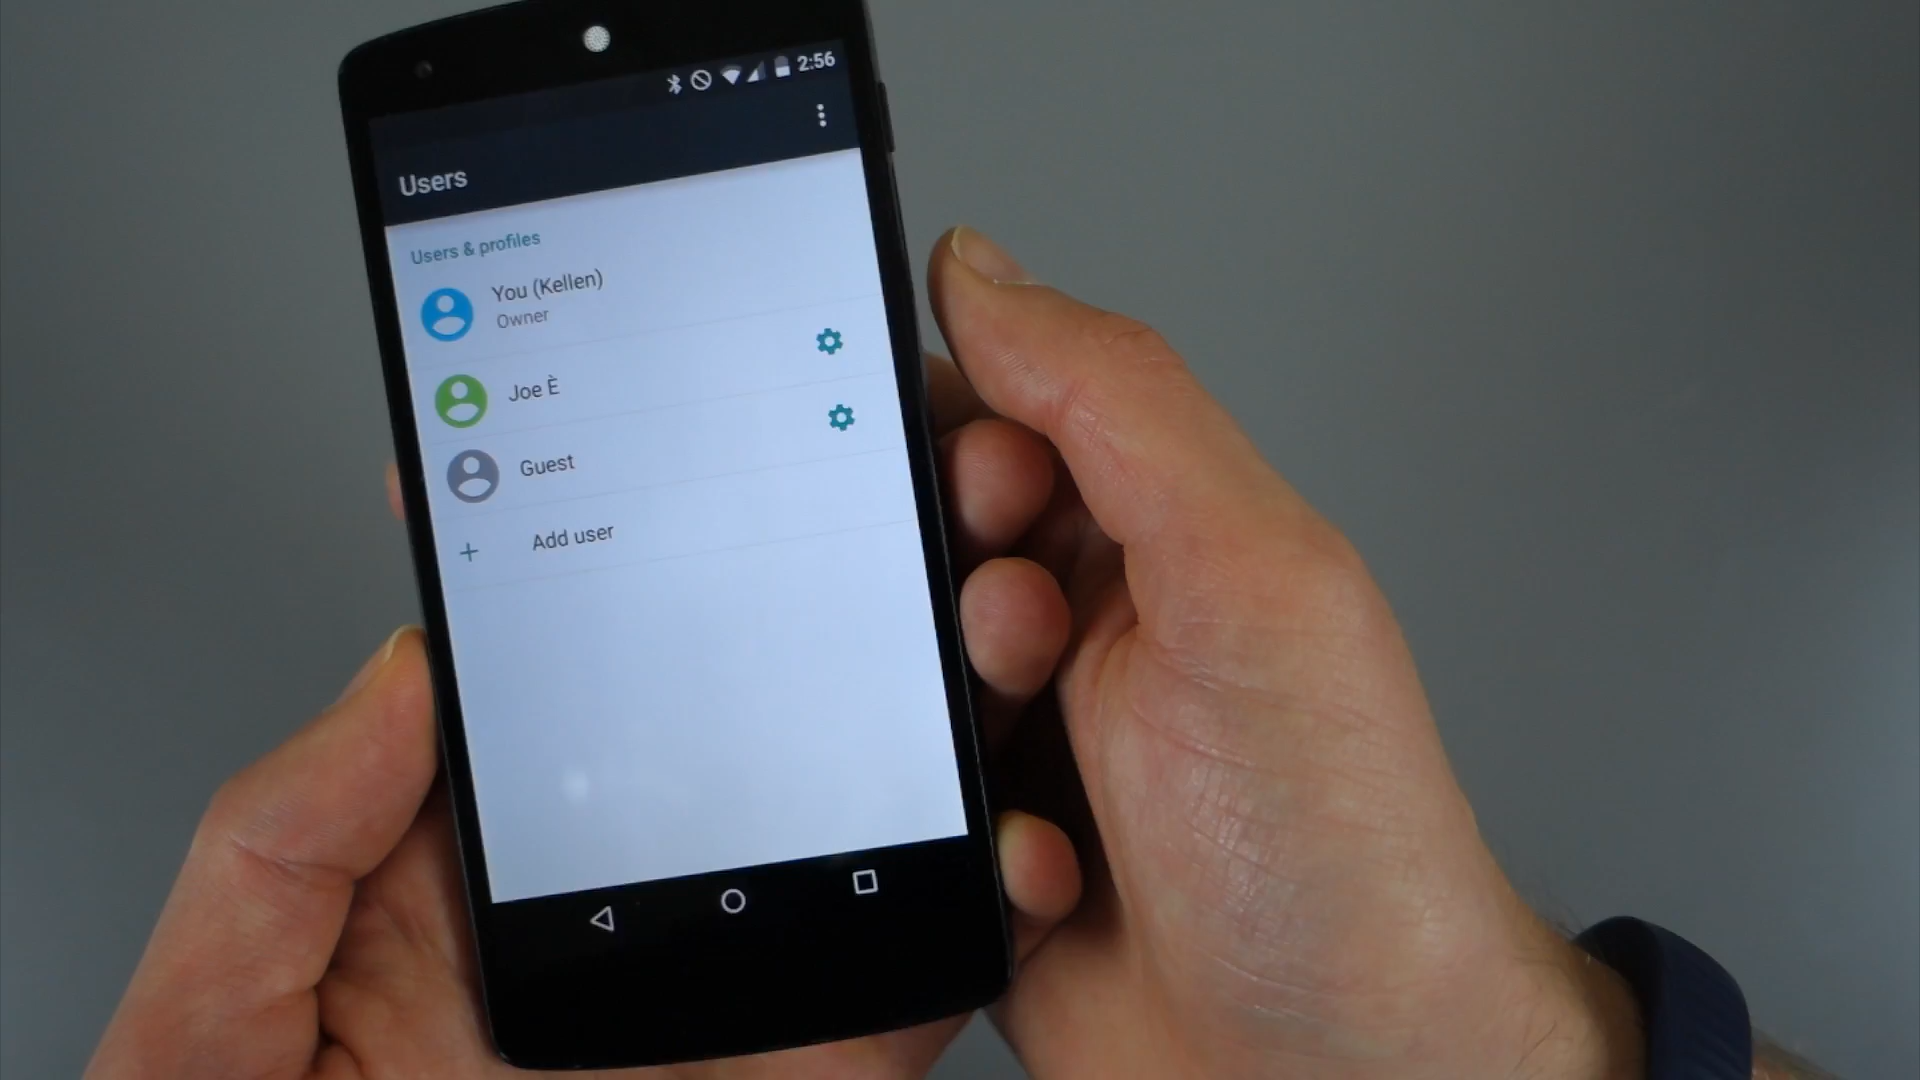 2:56
Users
Users & profiles
You (Kellen)
Owner
Joe È
Guest
Add user